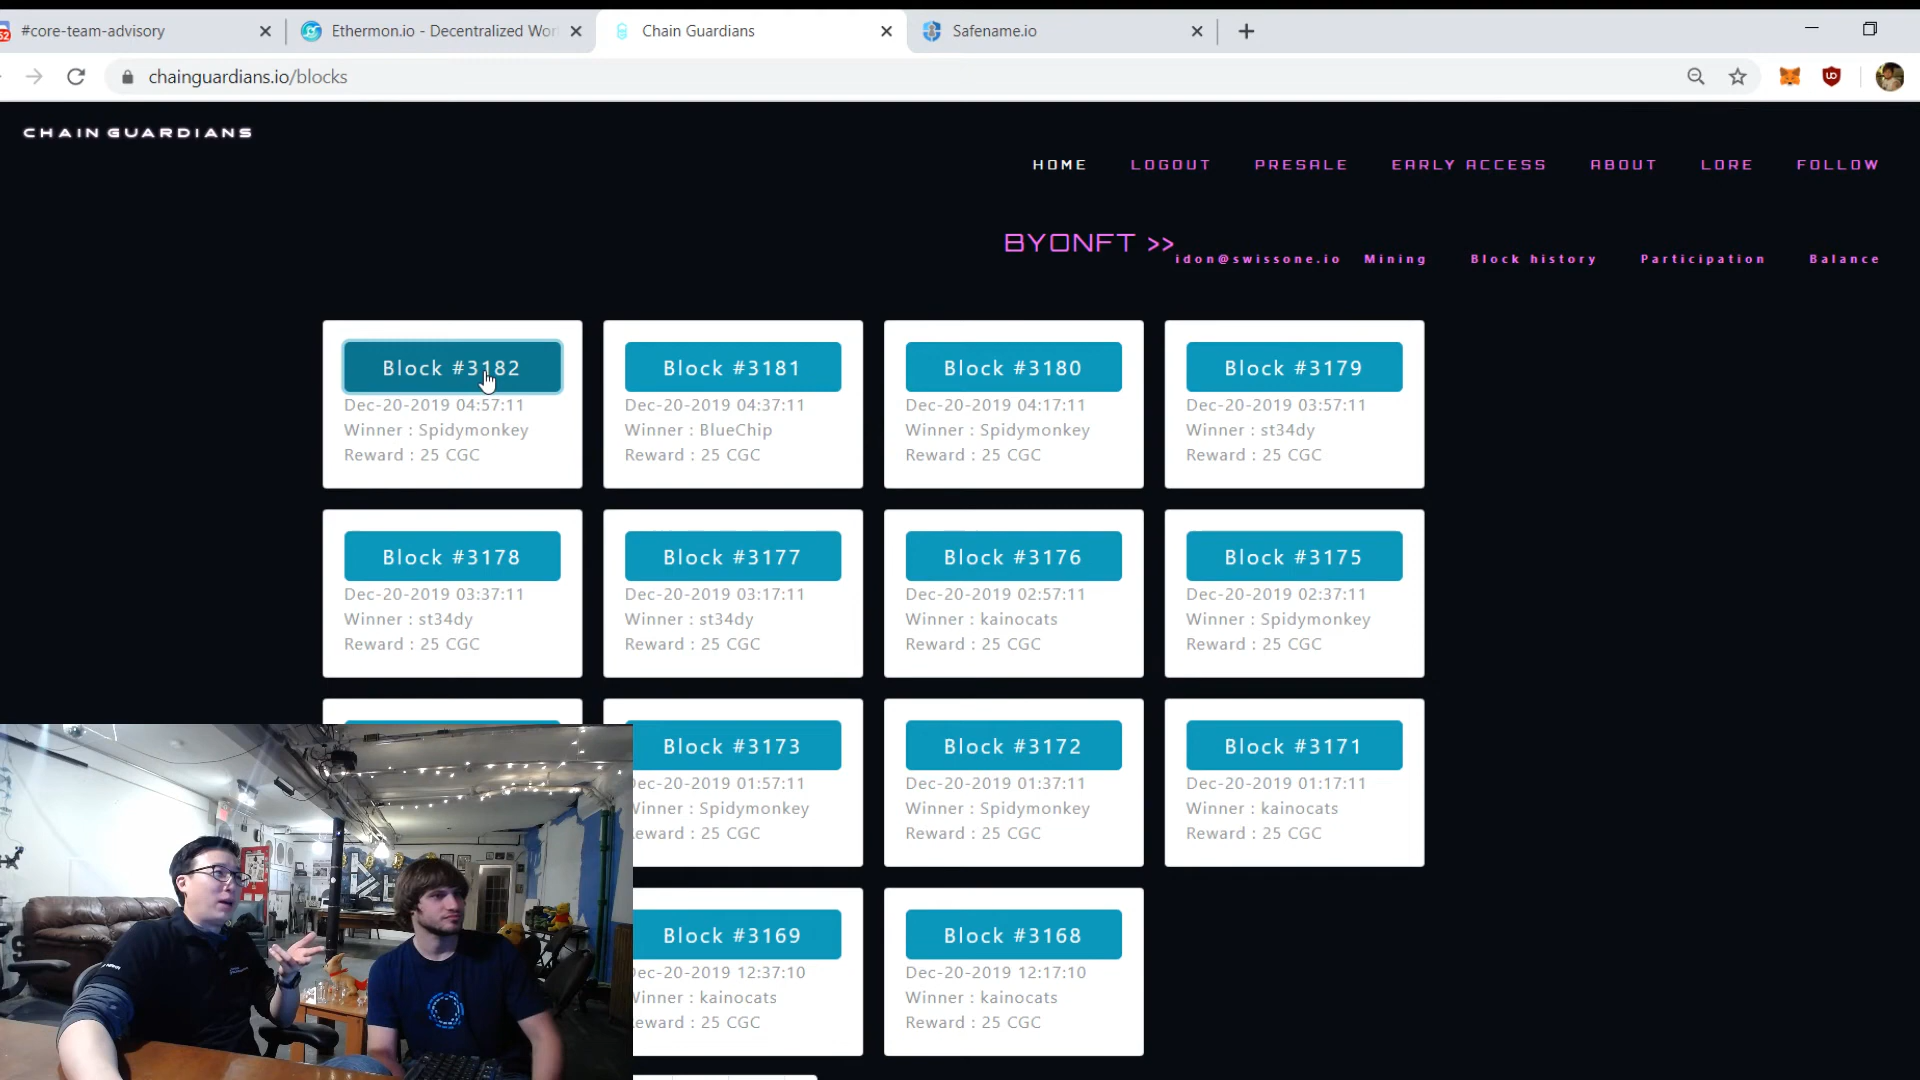 52
#core-team-advisory
Ethermon.io - Decentralized Wor
Chain Guardians
Safename.io
chainguardians.io/blocks
CHAIN GUARDIANS
HOME
LOGOUT
PRESALE
EARLY ACCESS
ABOUT
LORE
FOLLOW
BYONFT >>
idon@swissone.io
Mining
Block history
Participation
Balance
Block #3182
Dec-20-2019 04:57:11
Winner : Spidymonkey
Reward : 25 CGC
Block #3181
Dec-20-2019 04:37:11
Winner : BlueChip
Reward : 25 CGC
Block #3180
Dec-20-2019 04:17:11
Winner : Spidymonkey
Reward : 25 CGC
Block #3179
Dec-20-2019 03:57:11
Winner : st34dy
Reward : 25 CGC
Block #3178
Dec-20-2019 03:37:11
Winner : st34dy
Reward : 25 CGC
Block #3177
Dec-20-2019 03:17:11
Winner : st34dy
Reward : 25 CGC
Block #3176
Dec-20-2019 02:57:11
Winner : kainocats
Reward : 25 CGC
Block #3175
Dec-20-2019 02:37:11
Winner : Spidymonkey
Reward : 25 CGC
Block #3173
Dec-20-2019 01:57:11
Winner : Spidymonkey
Reward : 25 CGC
Block #3172
Dec-20-2019 01:37:11
Winner : Spidymonkey
Reward : 25 CGC
Block #3171
Dec-20-2019 01:17:11
Winner : kainocats
Reward : 25 CGC
Block #3169
Dec-20-2019 12:37:10
Winner : kainocats
Reward : 25 CGC
Block #3168
Dec-20-2019 12:17:10
Winner : kainocats
Reward : 25 CGC